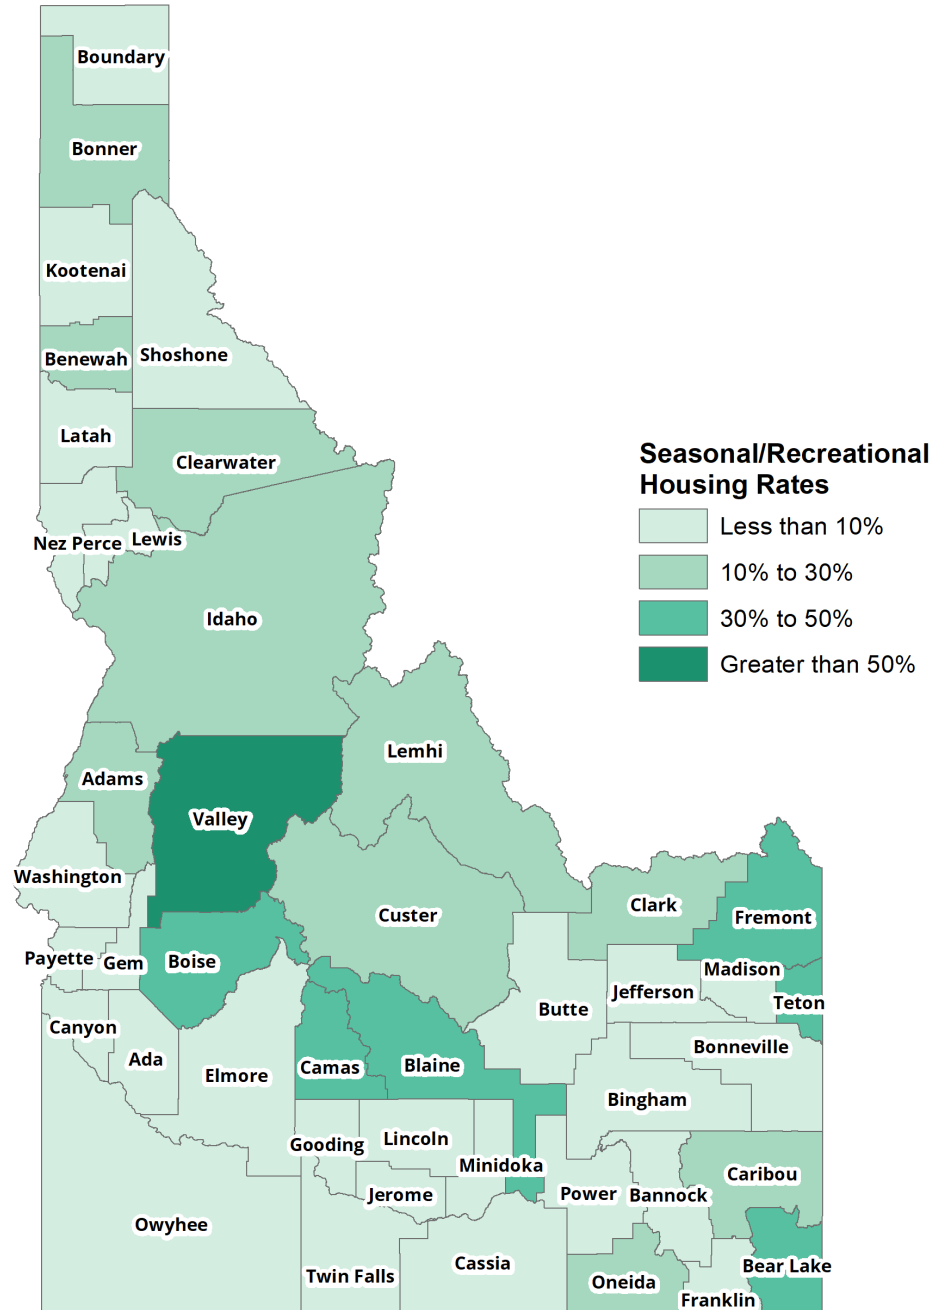 Boundary
Bonner
Kootenai
Benewah
Shoshone
Latah
Clearwater
Nez Perce
Lewis
Idaho
Seasonal/Recreational
Housing Rates
Less than 10%
10% to 30%
30% to 50%
Greater than 50%
Lemhi
Adams
Valley
Washington
Custer
Clark
Fremont
Payette
Gem
Boise
Madison
Jefferson
Teton
Butte
Canyon
Ada
Elmore
Camas
Blaine
Bonneville
Bingham
Gooding
Lincoln
Minidoka
Jerome
Power
Bannock
Caribou
Owyhee
Twin Falls
Cassia
Oneida
Bear Lake
Franklin